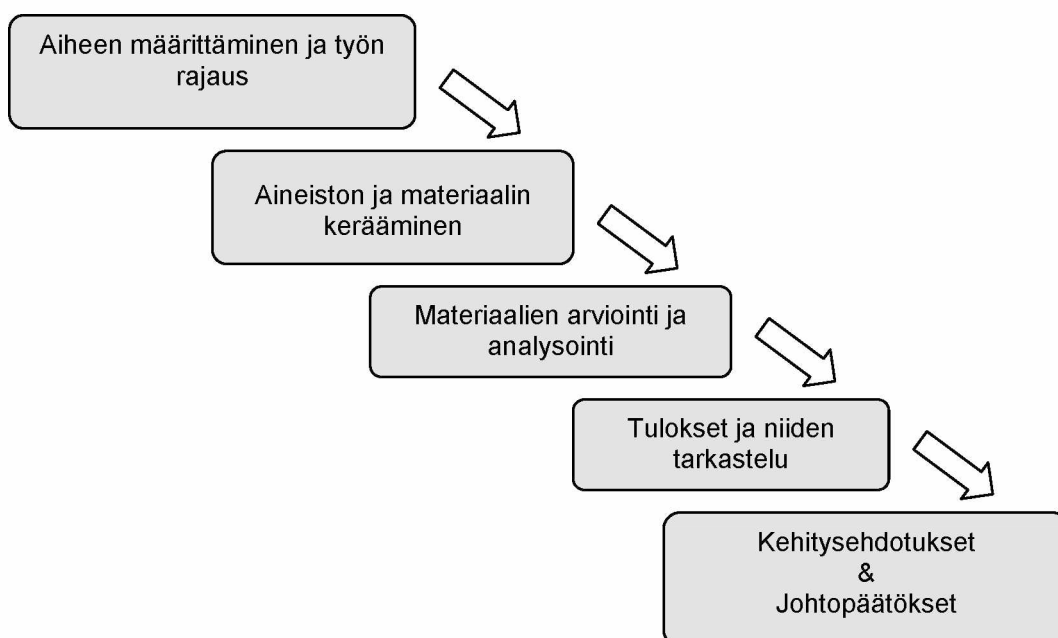 Aiheen määrittäminen ja työn
rajaus
Aineiston ja materiaalin
kerääminen
Materiaalien arviointi ja
analysointi
Tulokset ja niiden
tarkastelu
Kehitysehdotukset
&
Johtopäätökset